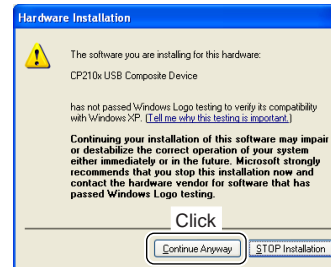 Hardware Installation
The software you are installing for this hardware:
CP210x USB Composite Device
has not passed Windows Logo testing to verify its compatibility
with Windows XP. (Tell me why this testing is important.)
Continuing your installation of this software may impair
or destabilize the correct operation of your system
either immediately or in the future. Microsoft strongly
recommends that you stop this installation now and
contact the hardware vendor for software that has
passed Windows Logo testing.
Click
Continue Anyway STOP Installation